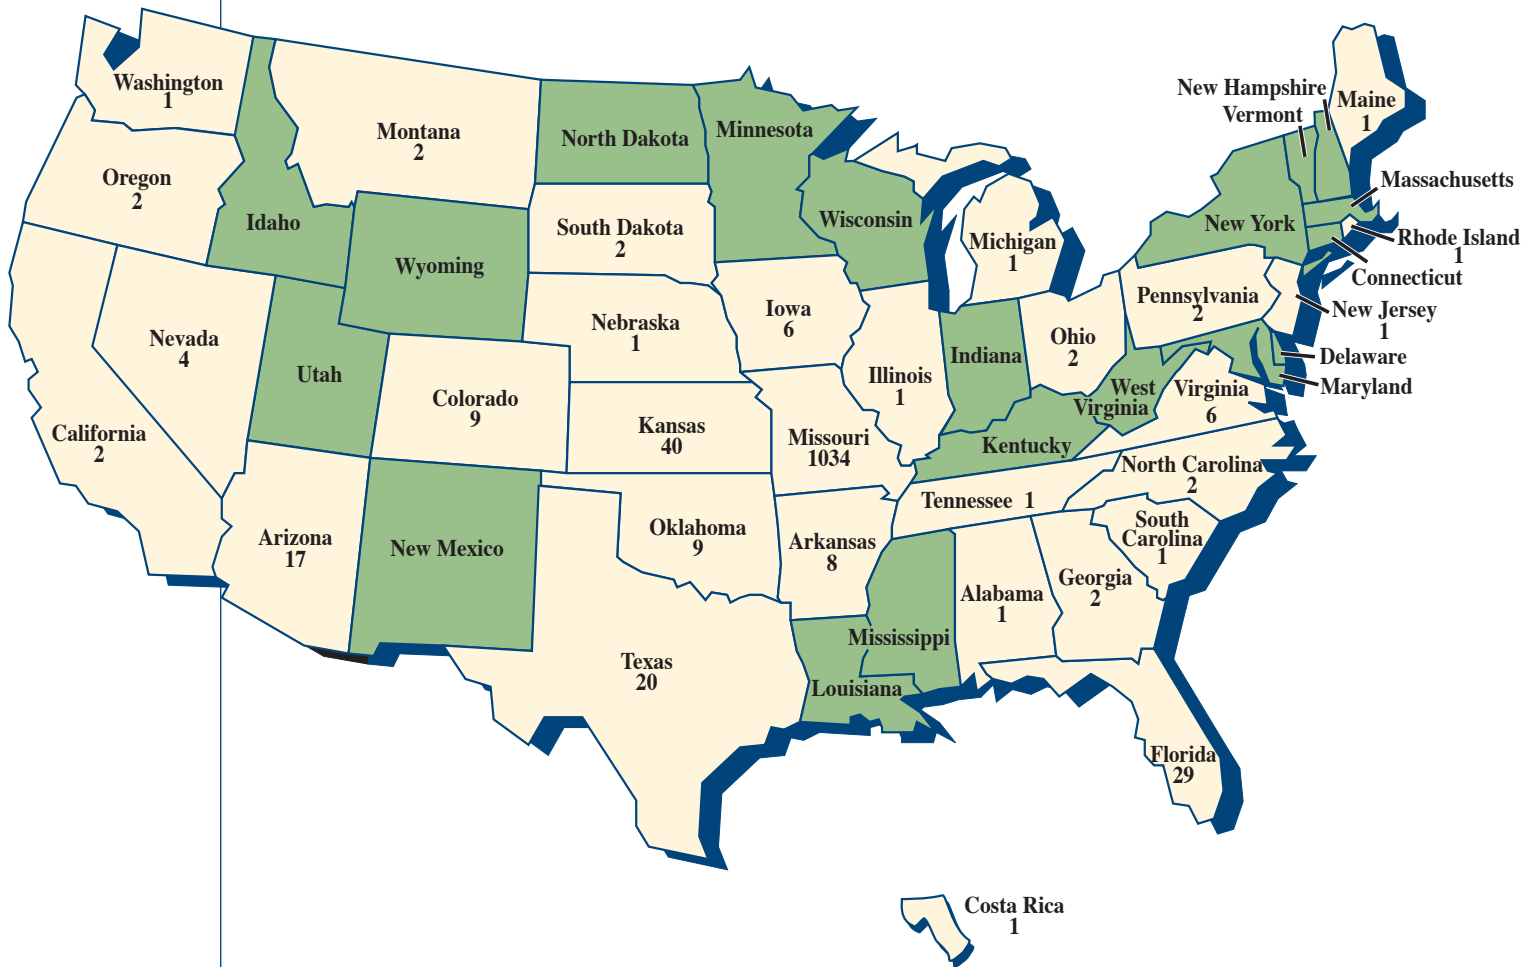 Washington
1
Oregon
2
California
2
Nevada
4
Idaho
Montana
2
Wyoming
Utah
Arizona
17
Colorado
9
New Mexico
North Dakota
South Dakota
2
Nebraska
1
Kansas
40
Oklahoma
9
Texas
20
Minnesota
Iowa
6
Missouri
1034
Arkansas
8
Louisiana
Wisconsin
Illinois
1
Michigan
1
Indiana
Ohio
2
Kentucky
Tennessee 1
Mississippi
Alabama
1
Georgia
2
Florida
29
South
Carolina
1
North Carolina
2
Virginia
6
West
Virginia
Pennsylvania
2
New York
New Hampshire
Vermont
Maine
1
Massachusetts
Rhode Island
1
Connecticut
New Jersey
1
Delaware
Maryland
Costa Rica
1